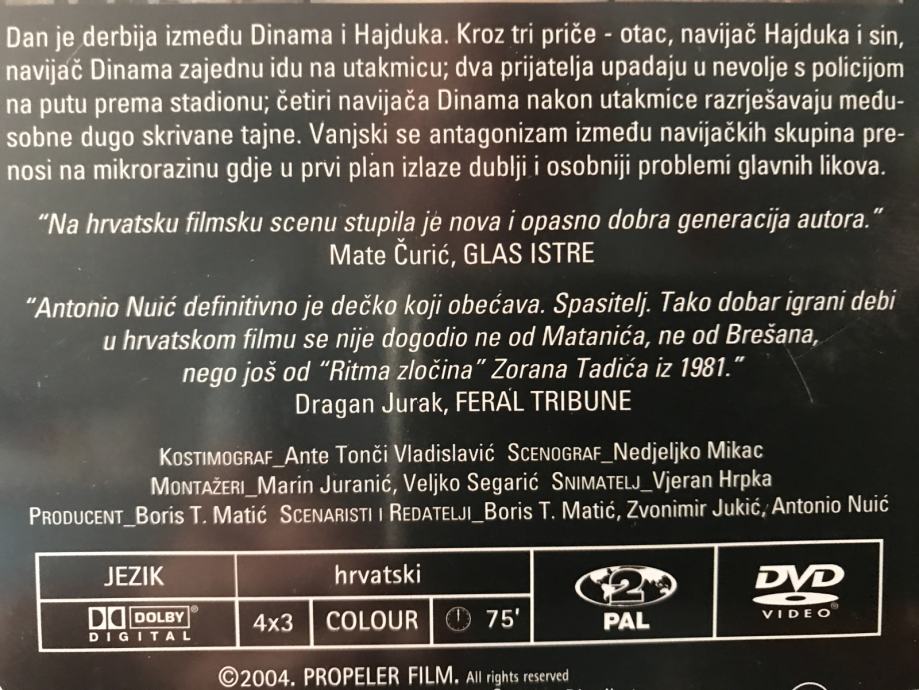 Dan je derbija između Dinama i Hajduka. Kroz tri priče - otac, navijač Hajduka i sin,
navijač Dinama zajednu idu na utakmicu; dva prijatelja upadaju u nevolje s policijom
na putu prema stadionu; četiri navijača Dinama nakon utakmice razrješavaju među-
sobne dugo skrivane tajne. Vanjski se antagonizam između navijačkih skupina pre-
nosi na mikrorazinu gdje u prvi plan izlaze dublji i osobniji problemi glavnih likova.
“Na hrvatsku filmsku scenu stupila je nova i opasno dobra generacija autora.”
Mate Čurić, GLAS ISTRE
“Antonio Nuić definitivno je dečko koji obećava. Spasitelj. Tako dobar igrani debi
u hrvatskom filmu se nije dogodio ne od Matanića, ne od Brešana,
nego još od “Ritma zločina” Zorana Tadića iz 1981.”
Dragan Jurak, FERAL TRIBUNE
KOSTIMOGRAF_Ante Tonči Vladislavić SCENOGRAF_Nedjeljko Mikac
MONTAŽERI_Marin Juranić, Veljko Segarić SNIMATELJ_Vjeran Hrpka
PRODUCENT_Boris T. Matić SCENARISTI I REDATELJI_Boris T. Matić, Zvonimir Jukić, Antonio Nuić
JEZIK hrvatski
DOLBY®
DIGITAL
4x3 COLOUR 75'
2
PAL
DVD
VIDEO®
©2004. PROPELER FILM. All rights reserved